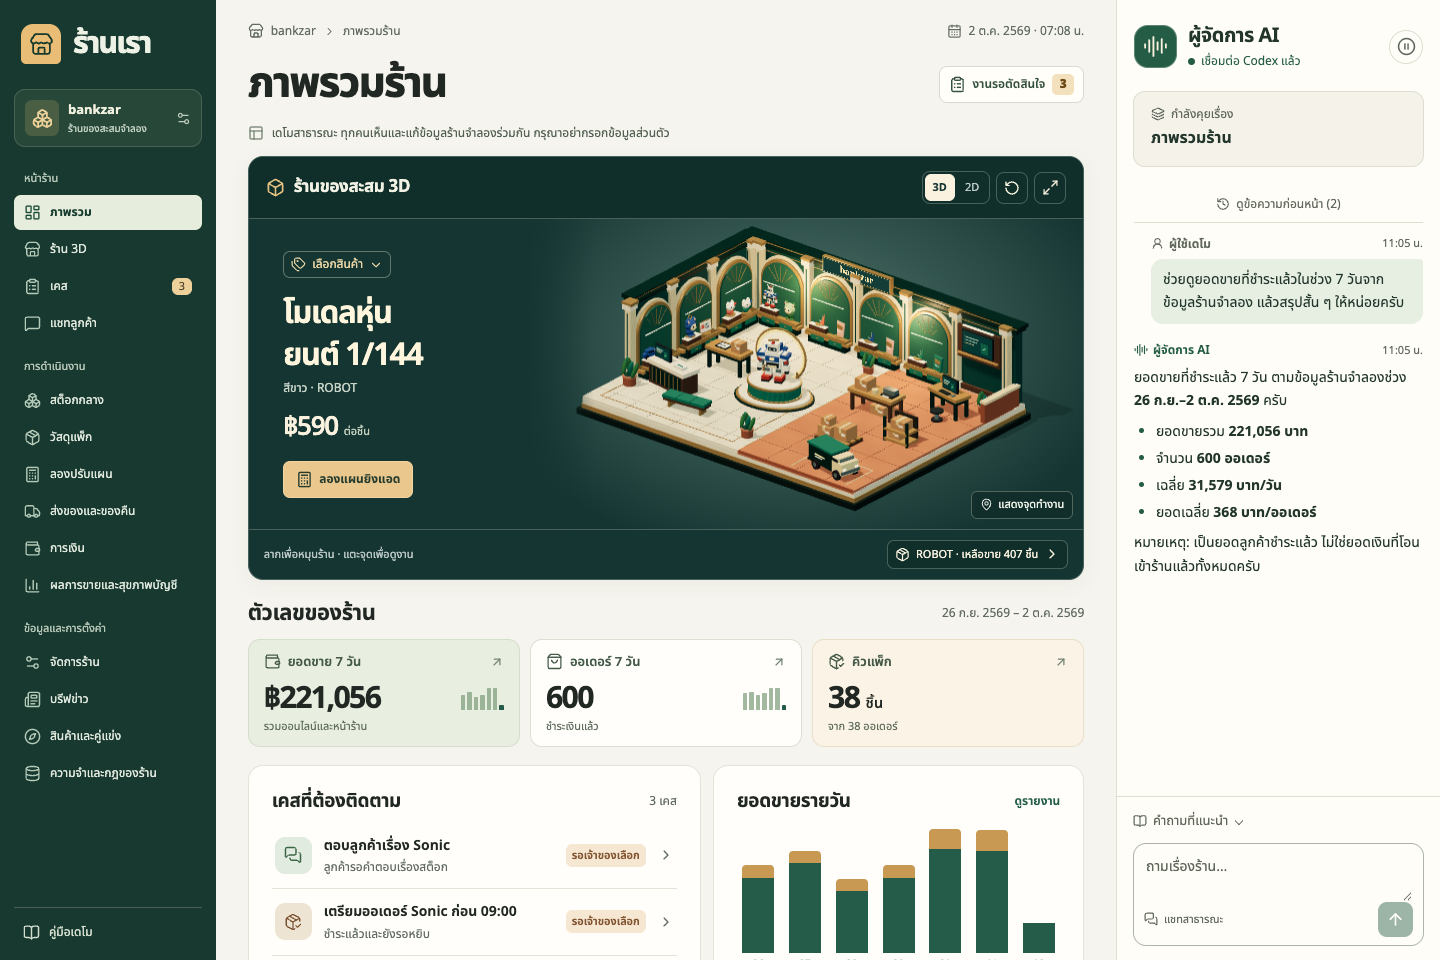 ร้านเรา
bankzar
ร้านของสะสมจำลอง
หน้าร้าน
ภาพรวม
ร้าน 3D
เคส 3
แชทลูกค้า
การดำเนินงาน
สต็อกกลาง
วัสดุแพ็ก
ลองปรับแผน
ส่งของและของคืน
การเงิน
ผลการขายและสุขภาพบัญชี
ข้อมูลและการตั้งค่า
จัดการร้าน
บรีฟข่าว
สินค้าและคู่แข่ง
ความจำและกฎของร้าน
คู่มือเดโม
bankzar > ภาพรวมร้าน
2 ต.ค. 2569 · 07:08 น.
ภาพรวมร้าน
งานรอตัดสินใจ 3
เดโมสาธารณะ ทุกคนเห็นและแก้ข้อมูลร้านจำลองร่วมกัน กรุณาอย่ากรอกข้อมูลส่วนตัว
ร้านของสะสม 3D
3D 2D
เลือกสินค้า
โมเดลหุ่น
ยนต์ 1/144
สีขาว · ROBOT
฿590 ต่อชิ้น
ลองแผนยิงแอด
bankzar
แสดงจุดทำงาน
ลากเพื่อหมุนร้าน · แตะจุดเพื่อดูงาน
ROBOT · เหลือขาย 407 ชิ้น
ตัวเลขของร้าน
26 ก.ย. 2569 – 2 ต.ค. 2569
ยอดขาย 7 วัน
฿221,056
รวมออนไลน์และหน้าร้าน
ออเดอร์ 7 วัน
600
ชำระเงินแล้ว
คิวแพ็ก
38 ชิ้น
จาก 38 ออเดอร์
เคสที่ต้องติดตาม
3 เคส
ตอบลูกค้าเรื่อง Sonic
ลูกค้ารอคำตอบเรื่องสต็อก
รอเจ้าของเลือก
เตรียมออเดอร์ Sonic ก่อน 09:00
ชำระแล้วและยังรอหยิบ
รอเจ้าของเลือก
ยอดขายรายวัน
ดูรายงาน
ผู้จัดการ AI
เชื่อมต่อ Codex แล้ว
กำลังคุยเรื่อง
ภาพรวมร้าน
ดูข้อความก่อนหน้า (2)
ผู้ใช้เดโม 11:05 น.
ช่วยดูยอดขายที่ชำระแล้วในช่วง 7 วันจาก
ข้อมูลร้านจำลอง แล้วสรุปสั้น ๆ ให้หน่อยครับ
ผู้จัดการ AI 11:05 น.
ยอดขายที่ชำระแล้ว 7 วัน ตามข้อมูลร้านจำลองช่วง
26 ก.ย.–2 ต.ค. 2569 ครับ
• ยอดขายรวม 221,056 บาท
• จำนวน 600 ออเดอร์
• เฉลี่ย 31,579 บาท/วัน
• ยอดเฉลี่ย 368 บาท/ออเดอร์
หมายเหตุ: เป็นยอดลูกค้าชำระแล้ว ไม่ใช่ยอดเงินที่โอน
เข้าร้านแล้วทั้งหมดครับ
คำถามที่แนะนำ
ถามเรื่องร้าน...
แชทสาธารณะ